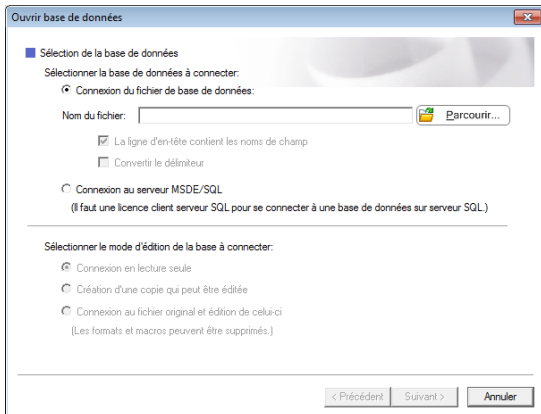 Ouvrir base de données
Sélection de la base de données
Sélectionner la base de données à connecter:
Connexion du fichier de base de données:
Nom du fichier:
Parcourir...
La ligne d'en-tête contient les noms de champ
Convertir le délimiteur
Connexion au serveur MSDE/SQL
(Il faut une licence client serveur SQL pour se connecter à une base de données sur serveur SQL.)
Sélectionner le mode d'édition de la base à connecter:
Connexion en lecture seule
Création d'une copie qui peut être éditée
Connexion au fichier original et édition de celui-ci
(Les formats et macros peuvent être supprimés.)
< Précédent Suivant > Annuler